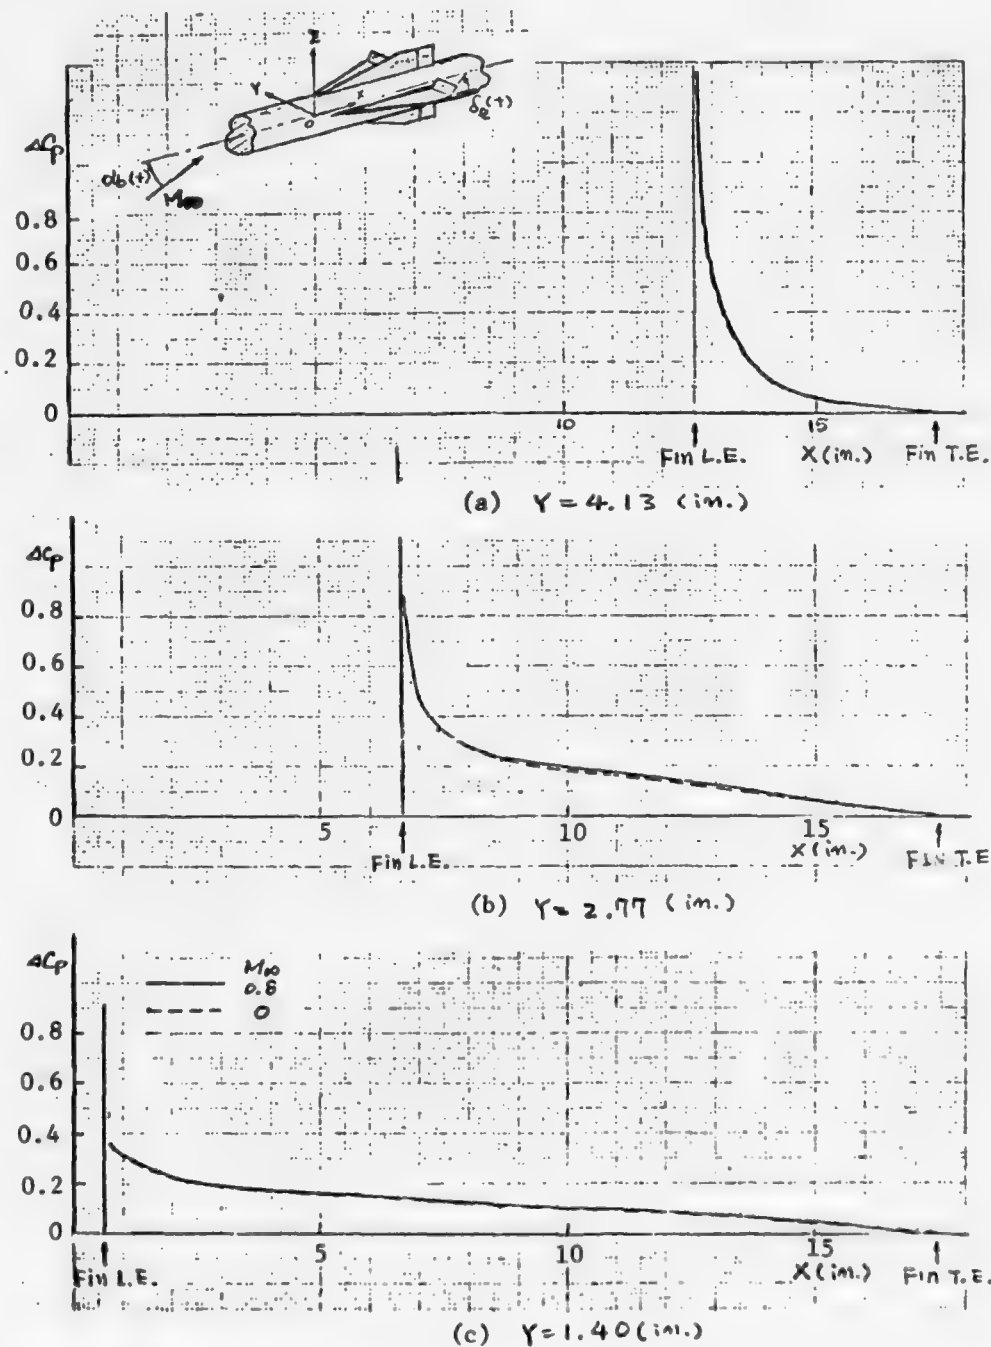 Z
Y
X
O
δe(+)
αb(+)
M∞
ΔCp
0.8
0.6
0.4
0.2
0
10
15
Fin L.E.
X(in.)
Fin T.E.
(a) Y=4.13 (in.)
ΔCp
0.8
0.6
0.4
0.2
0
5
10
15
Fin L.E.
X(in.)
FIN T.E
(b) Y=2.77 (in.)
ΔCp
M∞
0.8
0
0.8
0.6
0.4
0.2
0
5
10
15
Fin L.E.
X(in.)
Fin T.E.
(c) Y=1.40(in.)